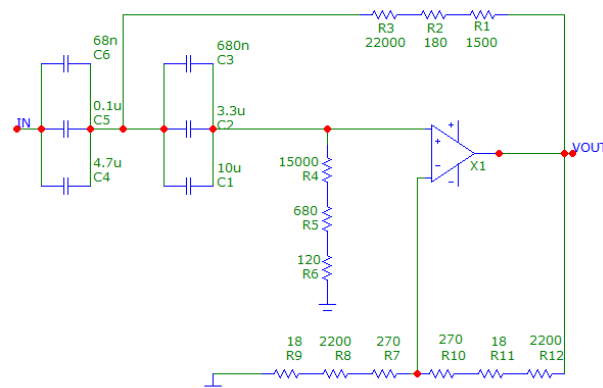 R3
22000
R2
180
R1
1500
68n
C6
680n
C3
IN
0.1u
C5
3.3u
C2
4.7u
C4
10u
C1
15000
R4
680
R5
120
R6
X1
VOUT
18
R9
2200
R8
270
R7
270
R10
18
R11
2200
R12